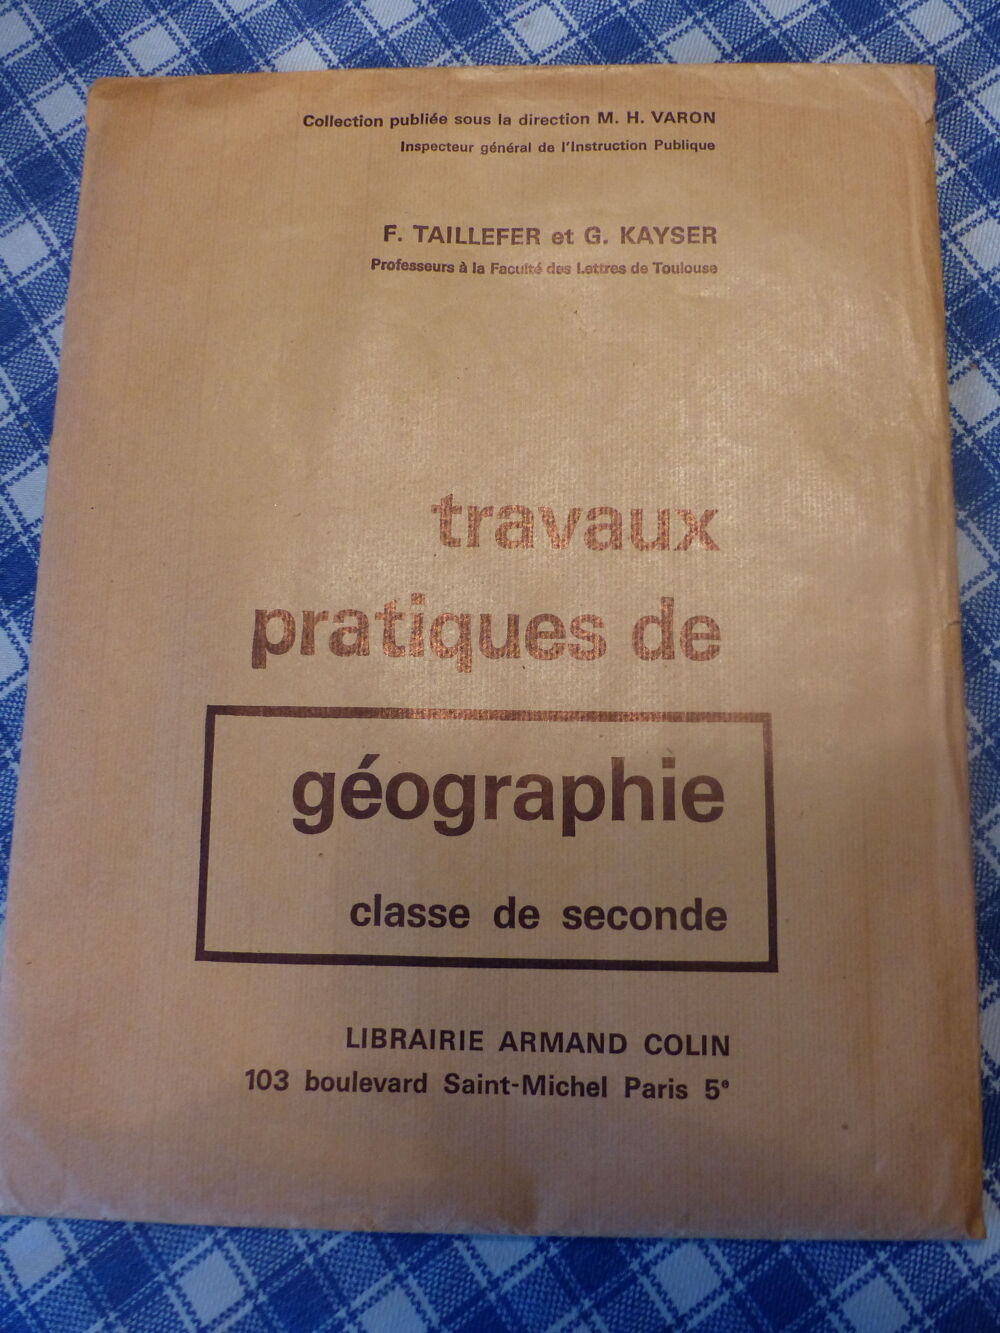 Collection publiée sous la direction M. H. VARON
Inspecteur général de l'Instruction Publique
F. TAILLEFER et G. KAYSER
Professeurs à la Faculté des Lettres de Toulouse
travaux
pratiques de
géographie
classe de seconde
LIBRAIRIE ARMAND COLIN
103 boulevard Saint-Michel Paris 5e